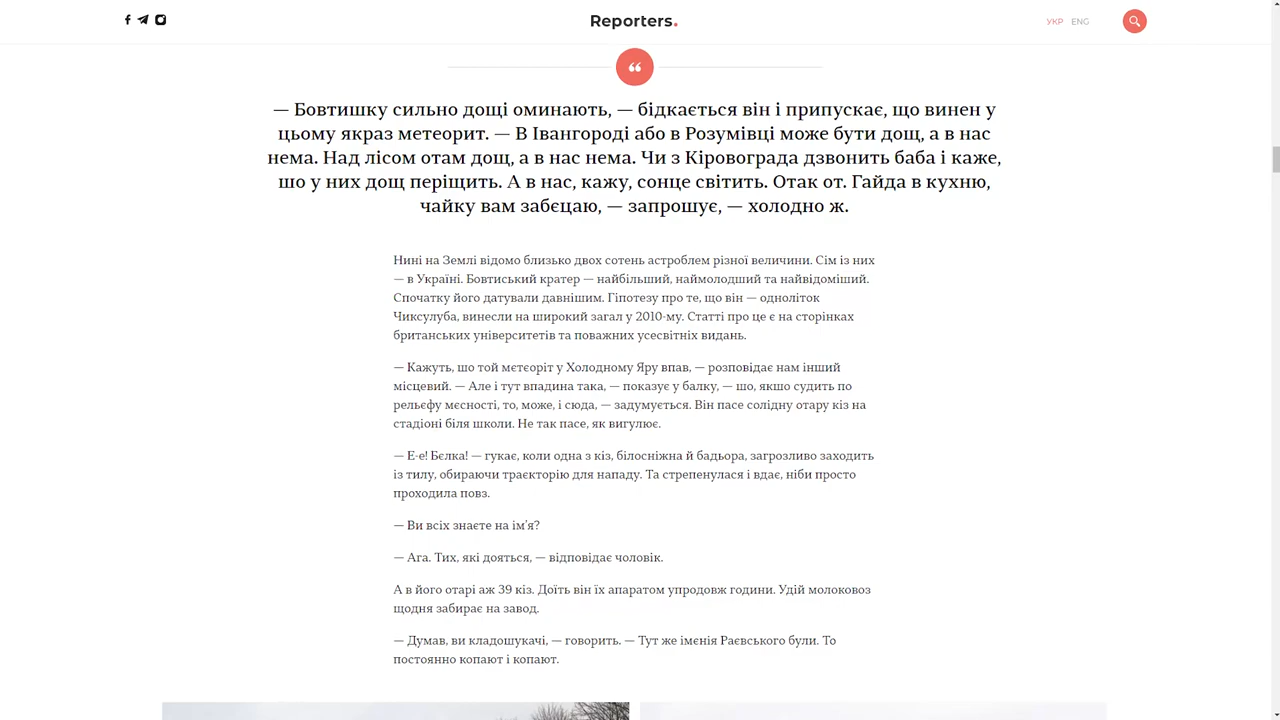 Reporters.
УКР ENG
— Бовтишку сильно дощі оминають, — бідкається він і припускає, що винен у
цьому якраз метеорит. — В Івангороді або в Розумівці може бути дощ, а в нас
нема. Над лісом отам дощ, а в нас нема. Чи з Кіровограда дзвонить баба і каже,
шо у них дощ періщить. А в нас, кажу, сонце світить. Отак от. Гайда в кухню,
чайку вам забєцаю, — запрошує, — холодно ж.
Нині на Землі відомо близько двох сотень астроблем різної величини. Сім із них
— в Україні. Бовтиський кратер — найбільший, наймолодший та найвідоміший.
Спочатку його датували давнішим. Гіпотезу про те, що він — одноліток
Чиксулуба, винесли на широкий загал у 2010-му. Статті про це є на сторінках
британських університетів та поважних усесвітніх видань.
— Кажуть, шо той мєтєоріт у Холодному Яру впав, — розповідає нам інший
місцевий. — Але і тут впадина така, — показує у балку, — шо, якшо судить по
рельєфу мєсності, то, може, і сюда, — задумується. Він пасе солідну отару кіз на
стадіоні біля школи. Не так пасе, як вигулює.
— Е-е! Бєлка! — гукає, коли одна з кіз, білосніжна й бадьора, загрозливо заходить
із тилу, обираючи траєкторію для нападу. Та стрепенулася і вдає, ніби просто
проходила повз.
— Ви всіх знаєте на ім'я?
— Ага. Тих, які дояться, — відповідає чоловік.
А в його отарі аж 39 кіз. Доїть він їх апаратом упродовж години. Удій молоковоз
щодня забирає на завод.
— Думав, ви кладошукачі, — говорить. — Тут же імєнія Раєвського були. То
постоянно копают і копают.